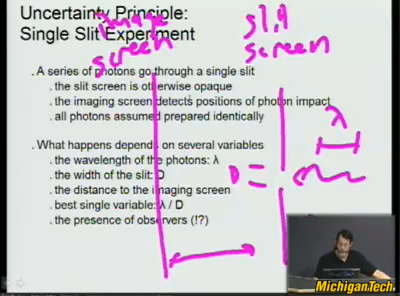 Uncertainty Principle:
Single Slit Experiment
image
screen
slit
screen
. A series of photons go through a single slit
. the slit screen is otherwise opaque
. the imaging screen detects positions of photon impact
. all photons assumed prepared identically
. What happens depends on several variables
. the wavelength of the photons: λ
. the width of the slit: D
. the distance to the imaging screen
. best single variable: λ / D
. the presence of observers (!?)
λ
D =
MichiganTech